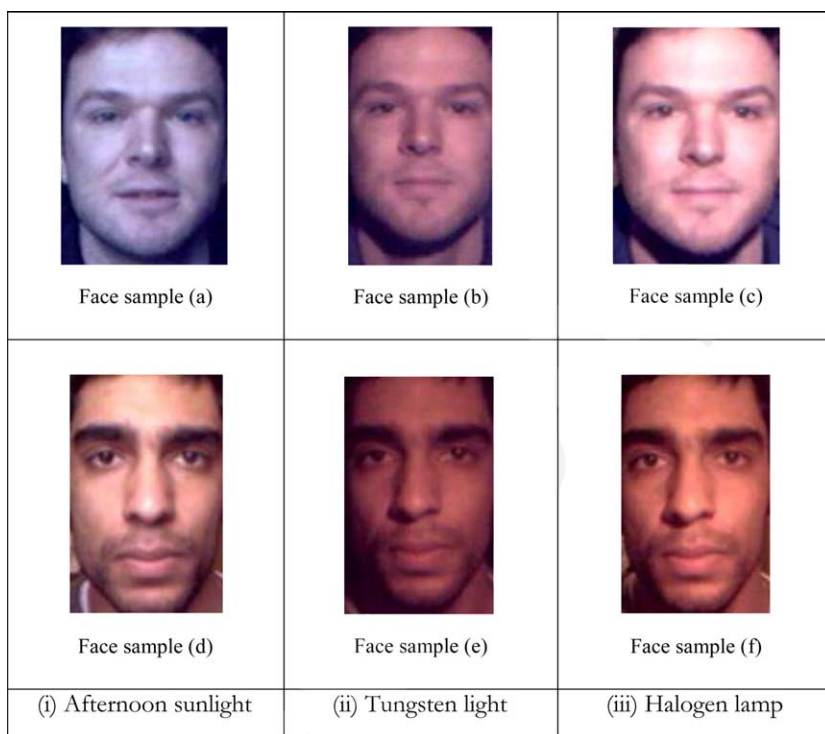 Face sample (a)
Face sample (b)
Face sample (c)
Face sample (d)
Face sample (e)
Face sample (f)
(i) Afternoon sunlight
(ii) Tungsten light
(iii) Halogen lamp